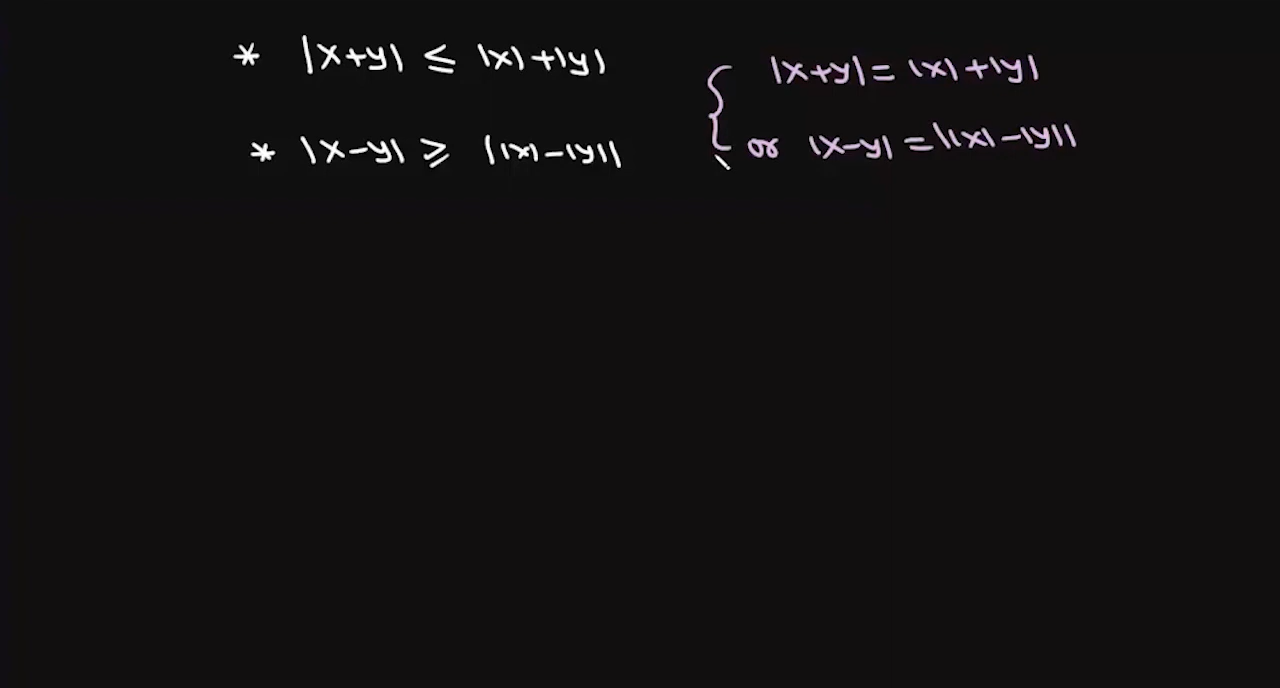 * |x+y| ≤ |x|+|y|
* |x-y| ≥ ||x|-|y||
{ |x+y| = |x|+|y|
or |x-y| = ||x|-|y||